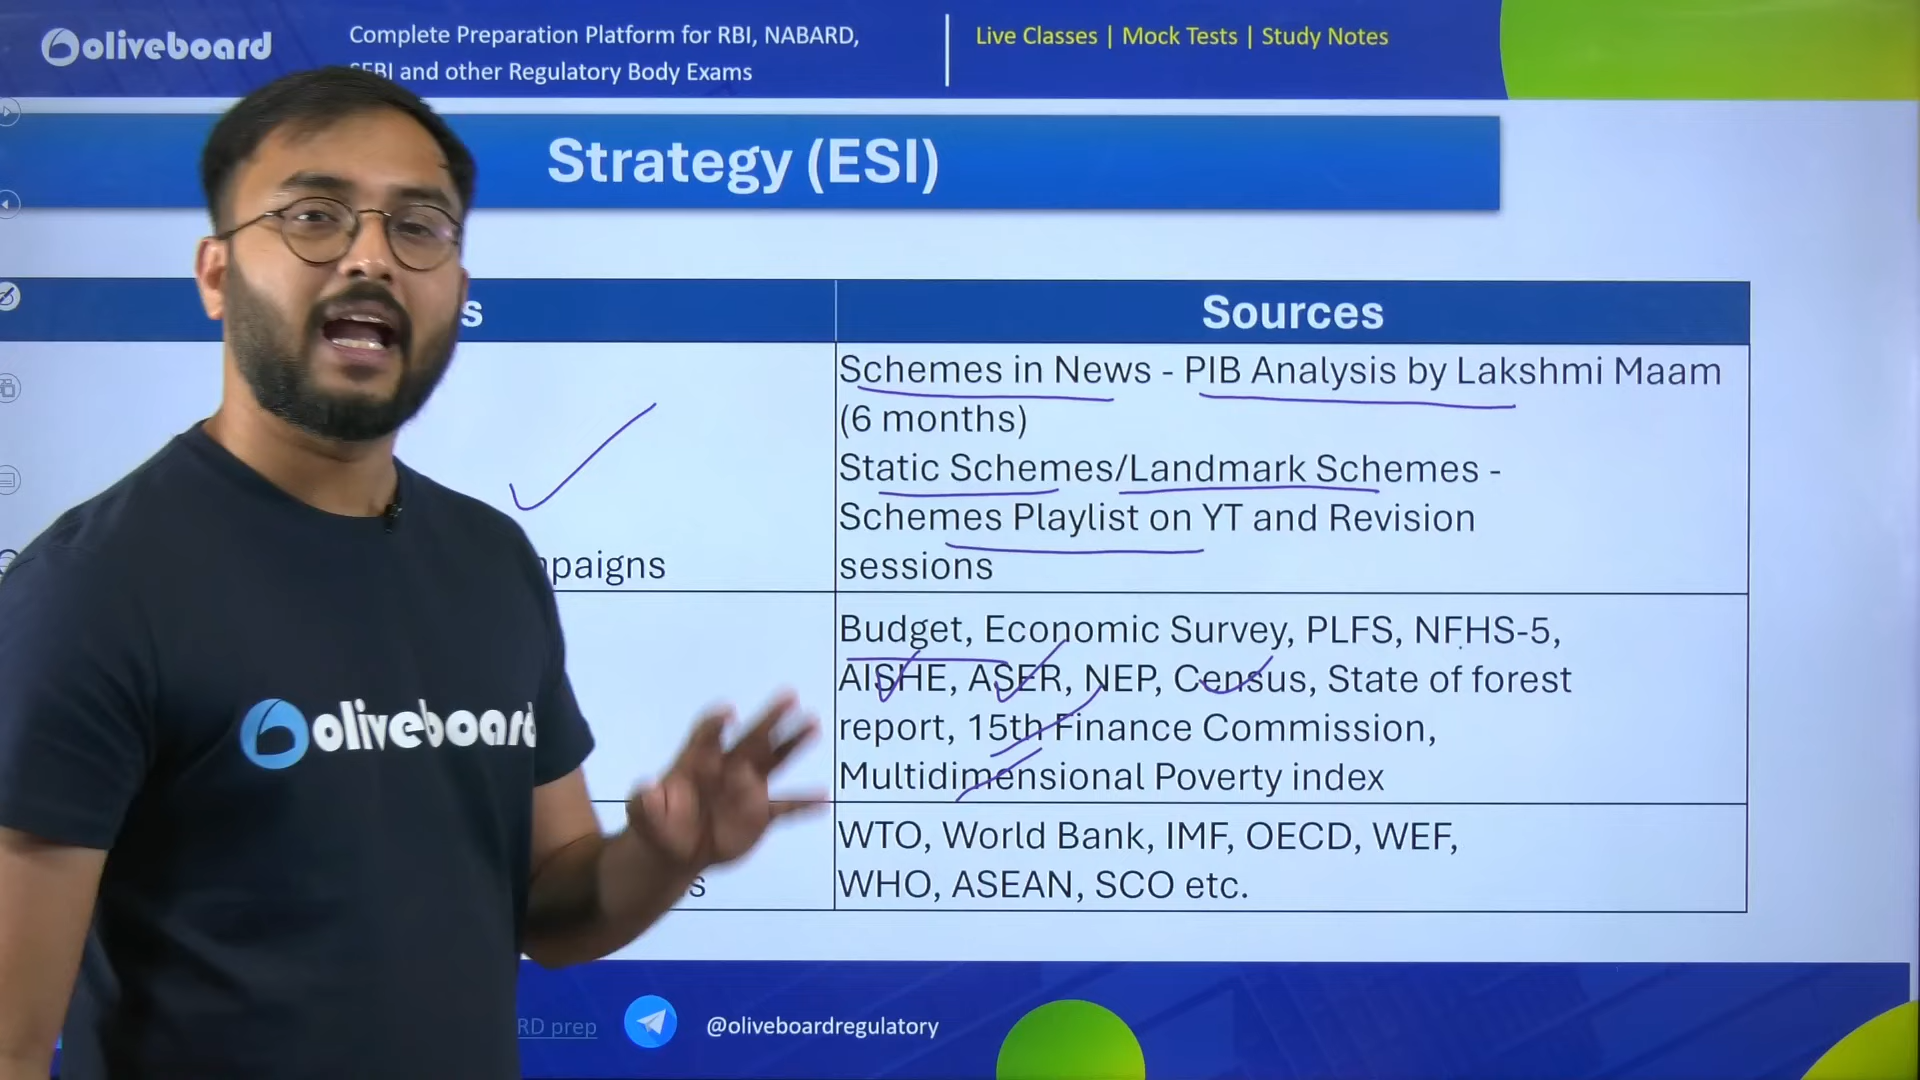 oliveboard
Complete Preparation Platform for RBI, NABARD,
SEBI and other Regulatory Body Exams
Live Classes | Mock Tests | Study Notes
Strategy (ESI)
s
Sources
Schemes in News - PIB Analysis by Lakshmi Maam
(6 months)
Static Schemes/Landmark Schemes -
Schemes Playlist on YT and Revision
sessions
paigns
Budget, Economic Survey, PLFS, NFHS-5,
AISHE, ASER, NEP, Census, State of forest
report, 15th Finance Commission,
Multidimensional Poverty index
s
WTO, World Bank, IMF, OECD, WEF,
WHO, ASEAN, SCO etc.
oliveboard
RD prep
@oliveboardregulatory